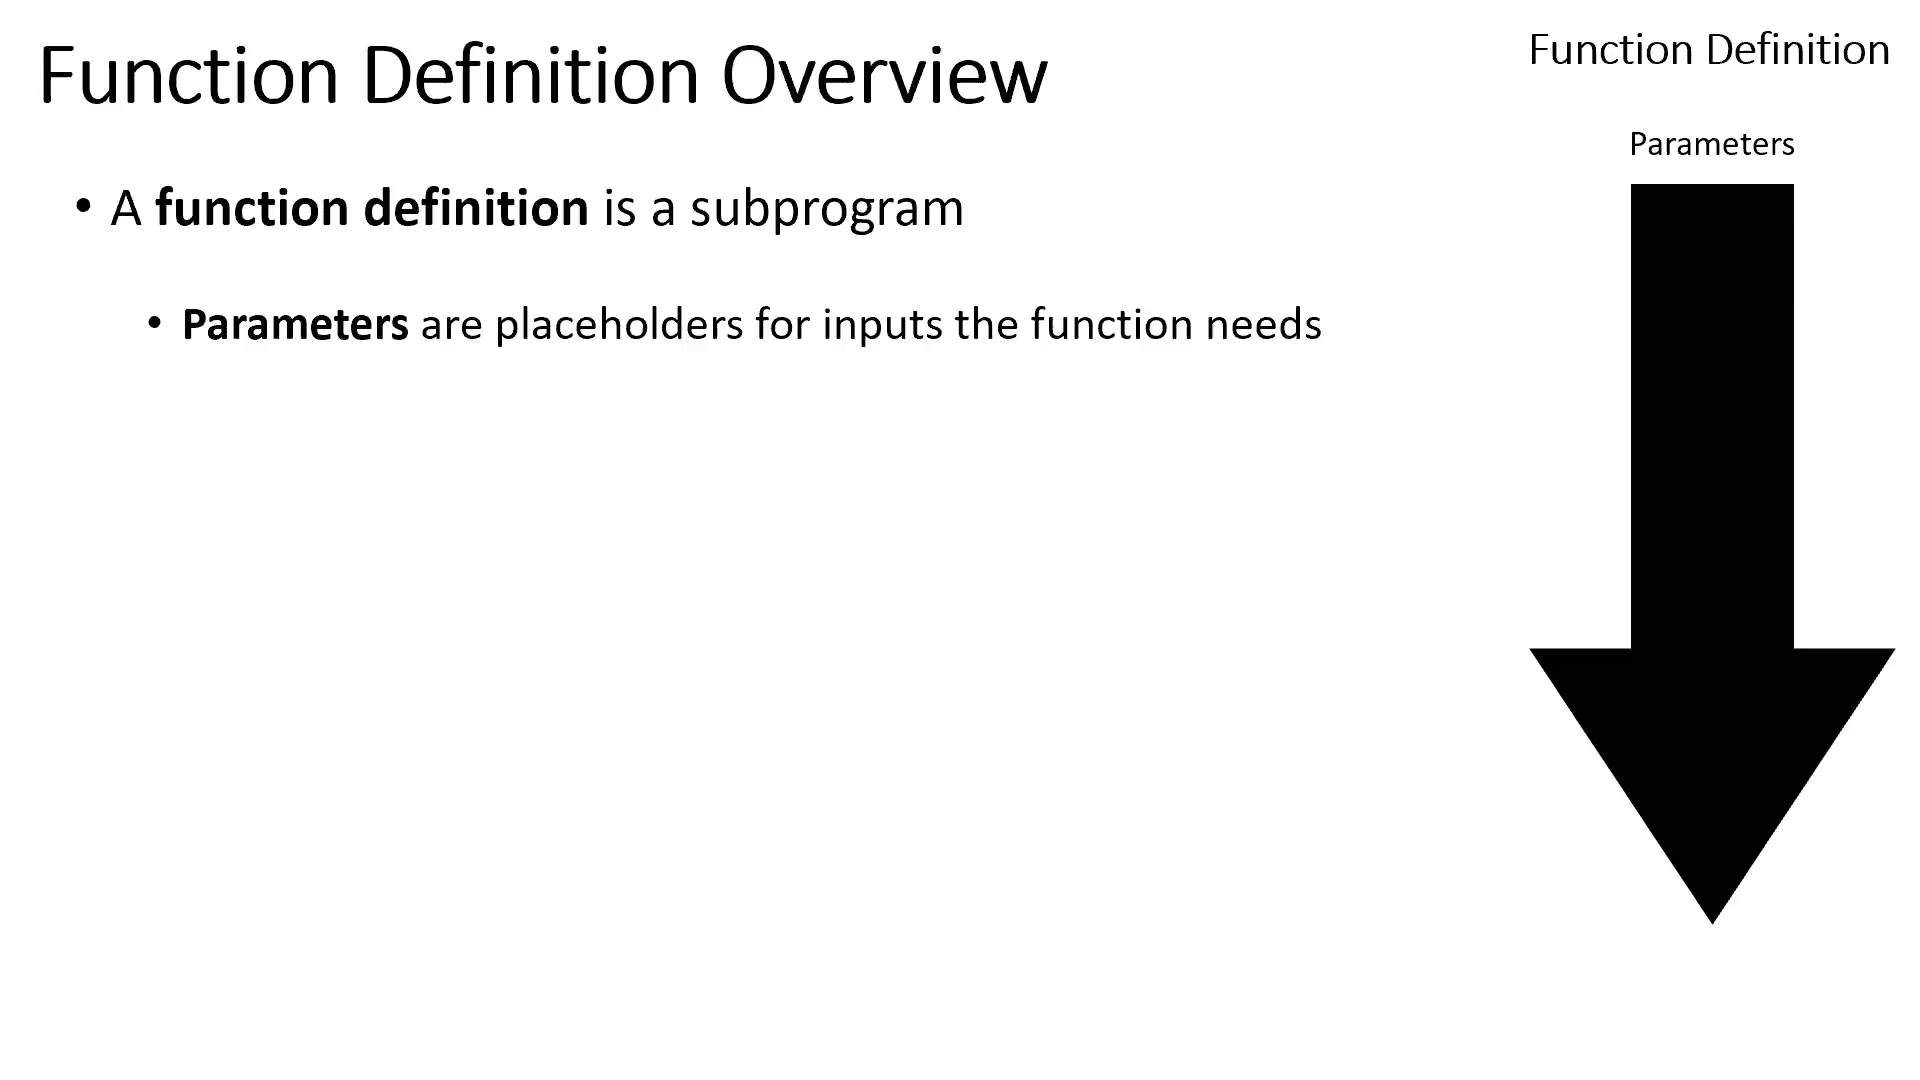 Function Definition Overview
• A function definition is a subprogram
• Parameters are placeholders for inputs the function needs
Function Definition
Parameters